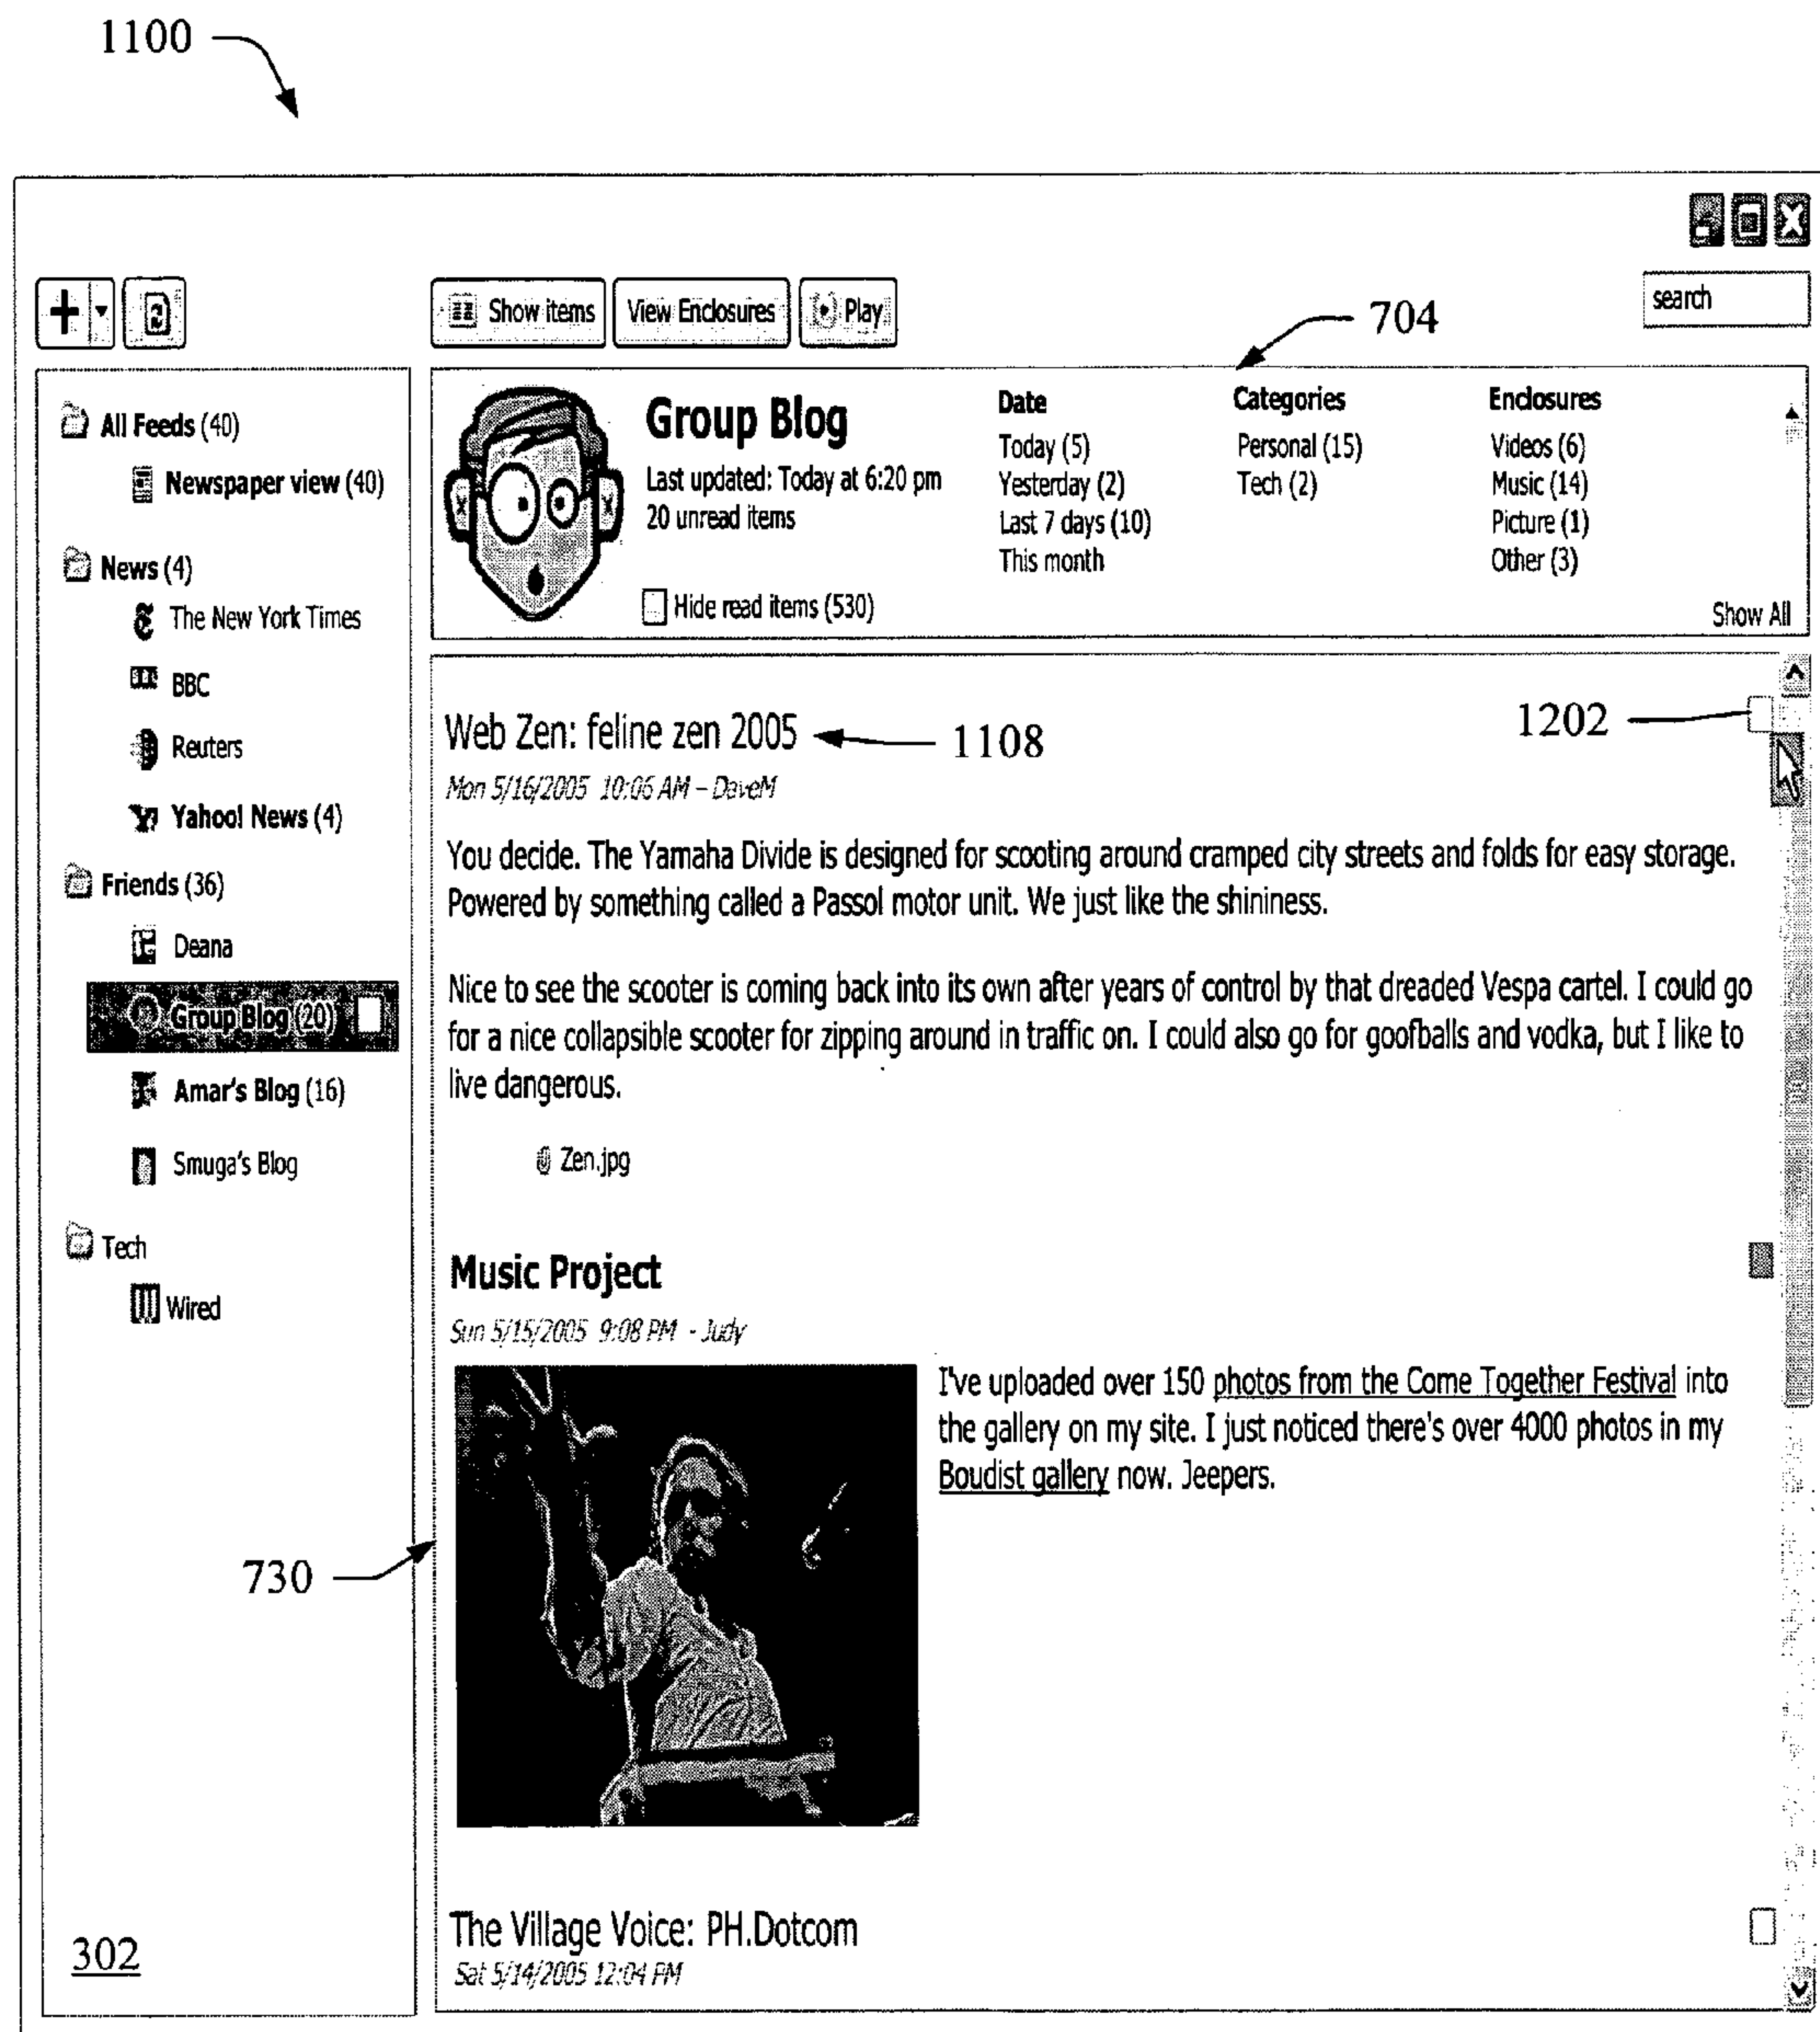 1100
Show items
View Enclosures
Play
704
search
All Feeds (40)
Newspaper view (40)
News (4)
The New York Times
BBC
Reuters
Yahoo! News (4)
Friends (36)
Deana
Group Blog (20)
Amar's Blog (16)
Smuga's Blog
Tech
Wired
302
Group Blog
Last updated: Today at 6:20 pm
20 unread items
Hide read items (530)
Date
Today (5)
Yesterday (2)
Last 7 days (10)
This month
Categories
Personal (15)
Tech (2)
Enclosures
Videos (6)
Music (14)
Picture (1)
Other (3)
Show All
Web Zen: feline zen 2005
1108
1202
Mon 5/16/2005 10:06 AM – DaveM
You decide. The Yamaha Divide is designed for scooting around cramped city streets and folds for easy storage.
Powered by something called a Passol motor unit. We just like the shininess.
Nice to see the scooter is coming back into its own after years of control by that dreaded Vespa cartel. I could go
for a nice collapsible scooter for zipping around in traffic on. I could also go for goofballs and vodka, but I like to
live dangerous.
Zen.jpg
Music Project
Sun 5/15/2005 9:08 PM - Judy
I've uploaded over 150 photos from the Come Together Festival into
the gallery on my site. I just noticed there's over 4000 photos in my
Boudist gallery now. Jeepers.
730
The Village Voice: PH.Dotcom
Sat 5/14/2005 12:04 PM